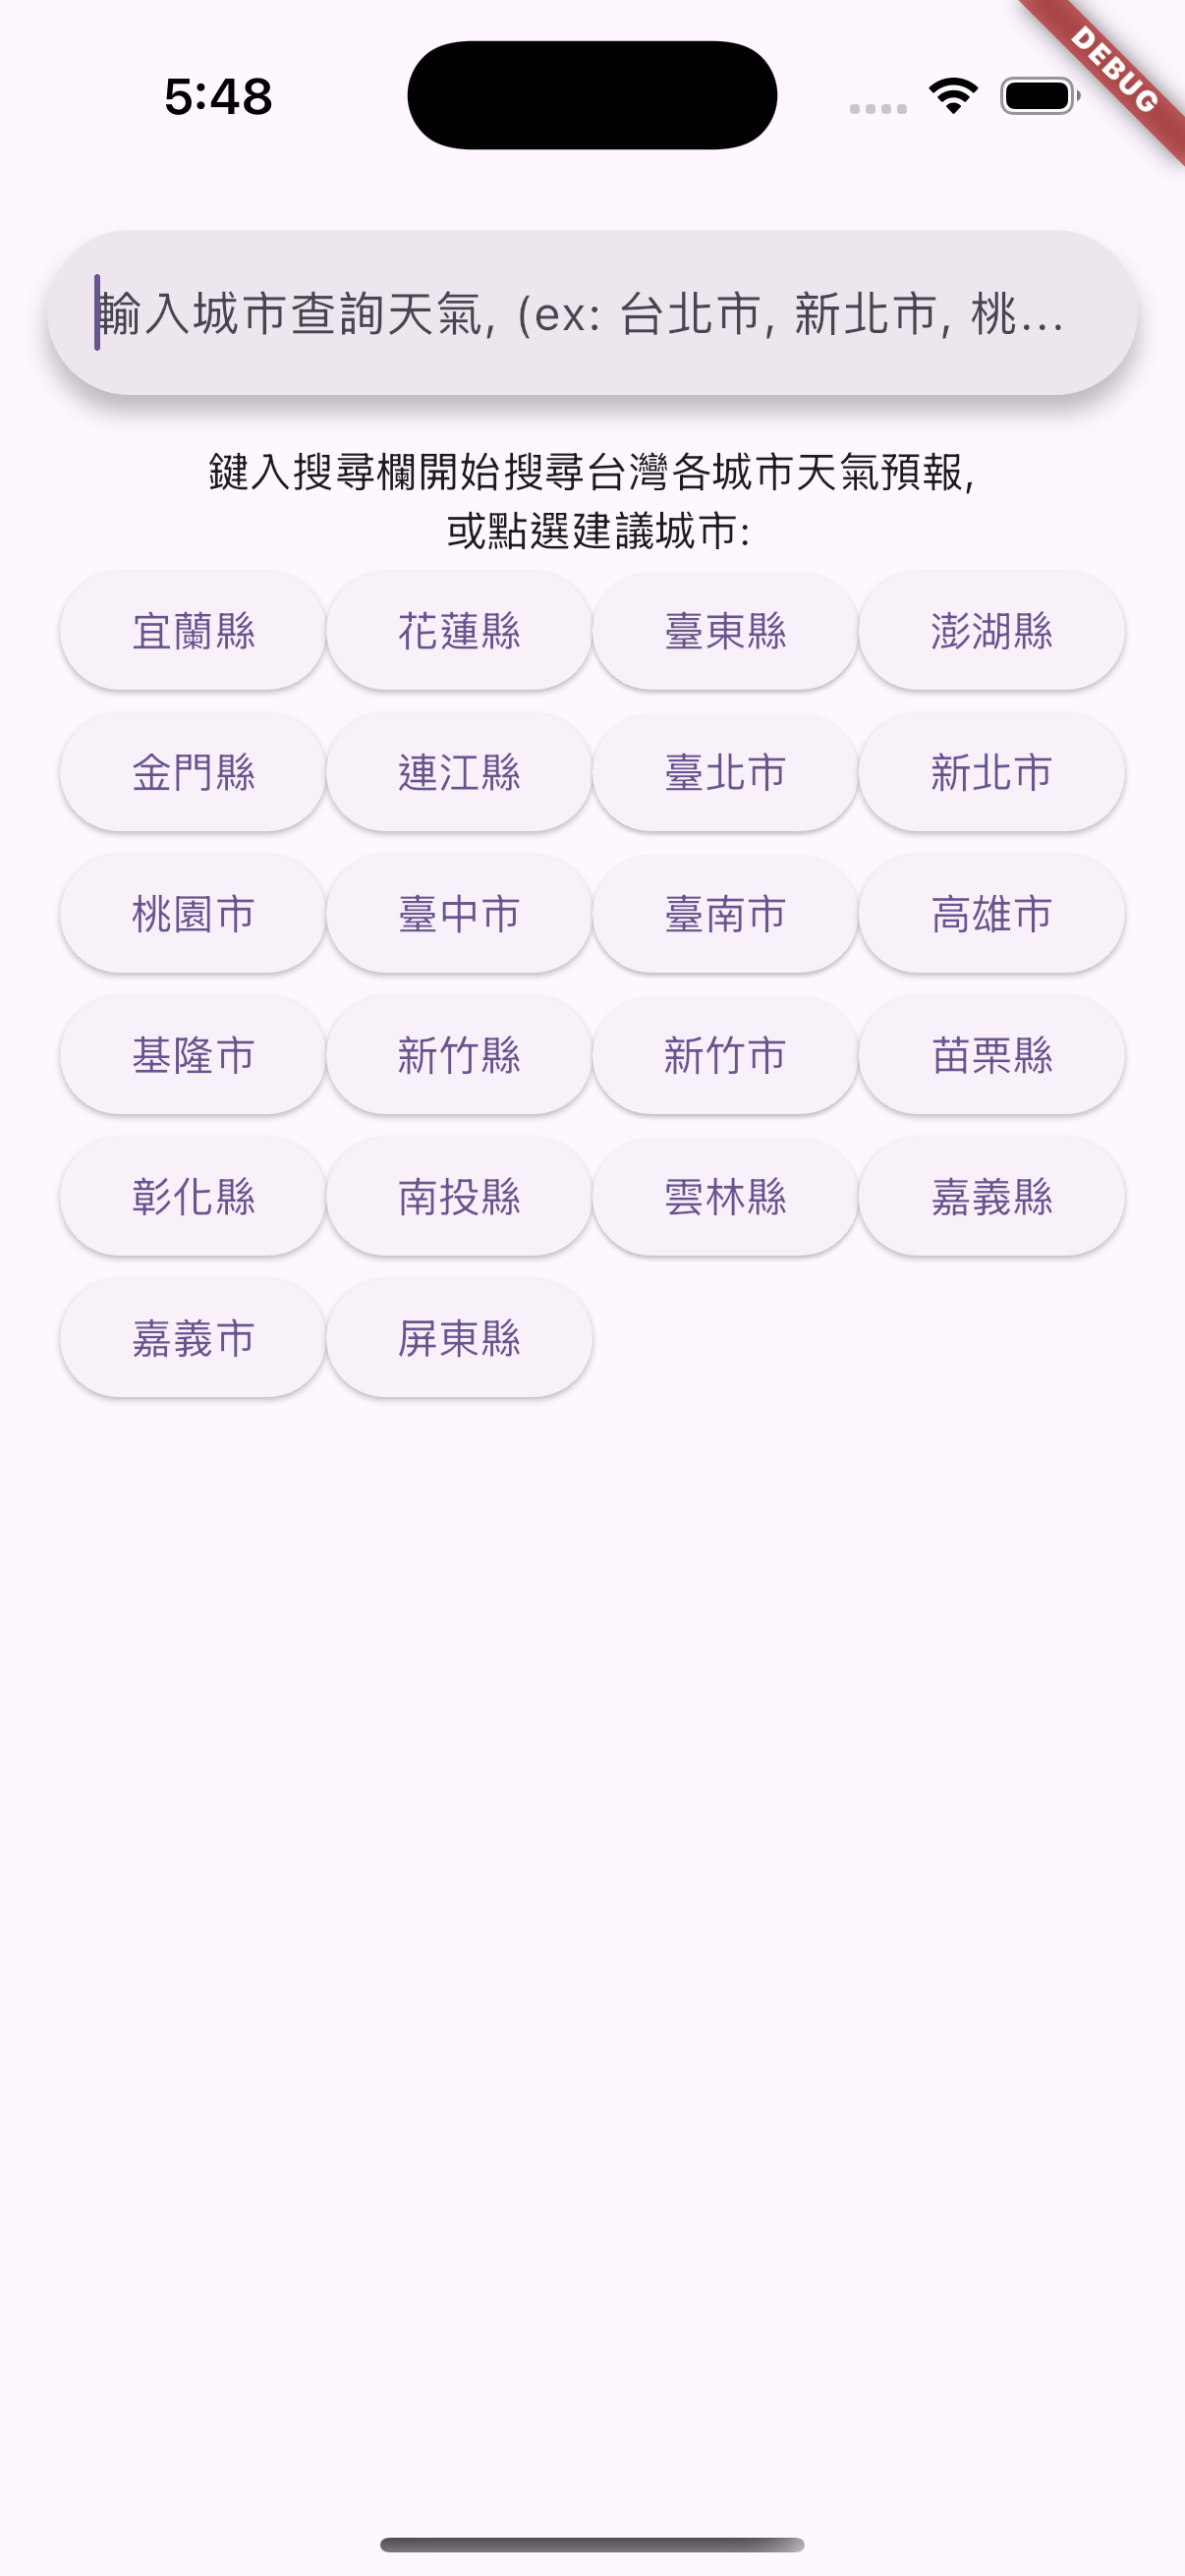 5:48
DEBUG
輸入城市查詢天氣, (ex: 台北市, 新北市, 桃...
鍵入搜尋欄開始搜尋台灣各城市天氣預報,
或點選建議城市:
宜蘭縣 花蓮縣 臺東縣 澎湖縣
金門縣 連江縣 臺北市 新北市
桃園市 臺中市 臺南市 高雄市
基隆市 新竹縣 新竹市 苗栗縣
彰化縣 南投縣 雲林縣 嘉義縣
嘉義市 屏東縣